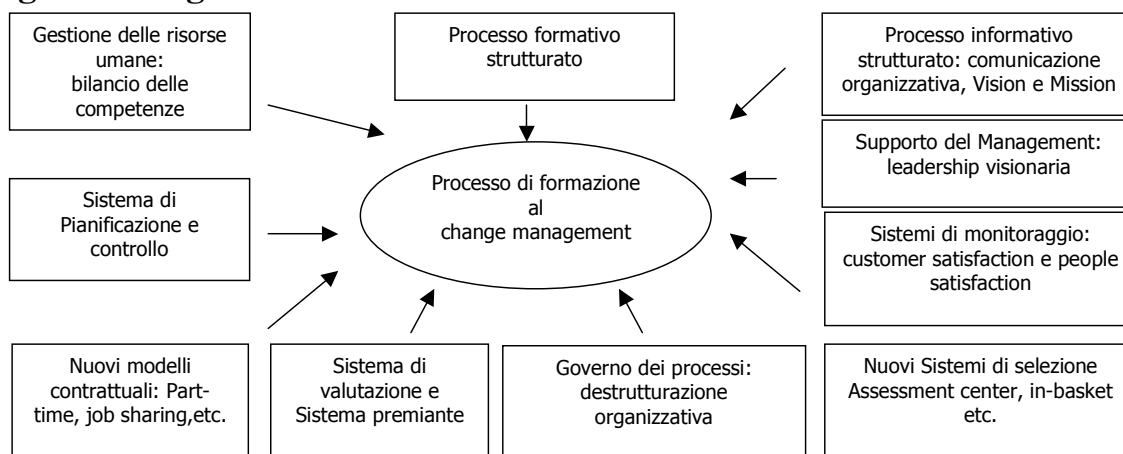 Gestione delle risorse
umane:
bilancio delle
competenze
Processo formativo
strutturato
Processo informativo
strutturato: comunicazione
organizzativa, Vision e Mission
Supporto del Management:
leadership visionaria
Processo di formazione
al
change management
Sistema di
Pianificazione e
controllo
Sistemi di monitoraggio:
customer satisfaction e people
satisfaction
Nuovi modelli
contrattuali: Part-
time, job sharing,etc.
Sistema di
valutazione e
Sistema premiante
Governo dei processi:
destrutturazione
organizzativa
Nuovi Sistemi di selezione
Assessment center, in-basket
etc.